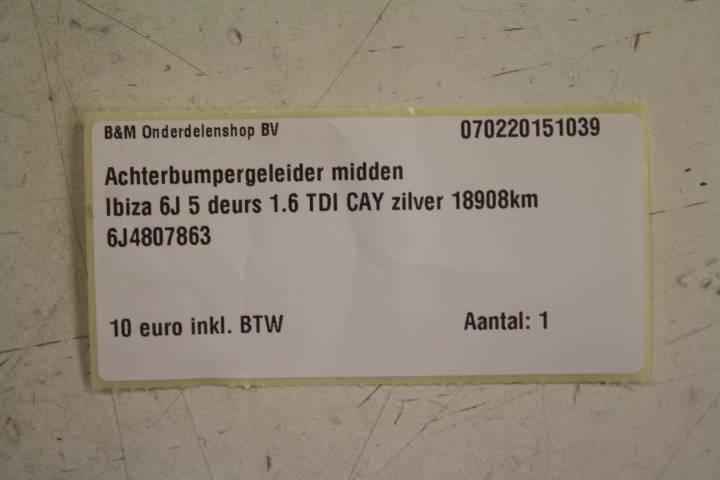 B&M Onderdelenshop BV 070220151039
Achterbumpergeleider midden
Ibiza 6J 5 deurs 1.6 TDI CAY zilver 18908km
6J4807863
10 euro inkl. BTW Aantal: 1